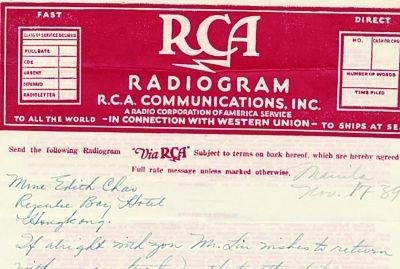 FAST
DIRECT
CLASS OF SERVICE DESIRED
FULL RATE
CDE
URGENT
DEFERRED
RADIOLETTER
RCA
RADIOGRAM
R.C.A. COMMUNICATIONS, INC.
A RADIO CORPORATION OF AMERICA SERVICE
TO ALL THE WORLD —IN CONNECTION WITH WESTERN UNION— TO SHIPS AT SE
NO.
CASH OR CHG
NUMBER OF WORDS
TIME FILED
Send the following Radiogram "Via RCA" Subject to terms on back hereof, which are hereby agreed
Full rate message unless marked otherwise,
Manila
Nov. 39
Mme Edith Chao
Repulse Bay Hotel
Hongkong.
If alright with you Mr. Lin wishes to return